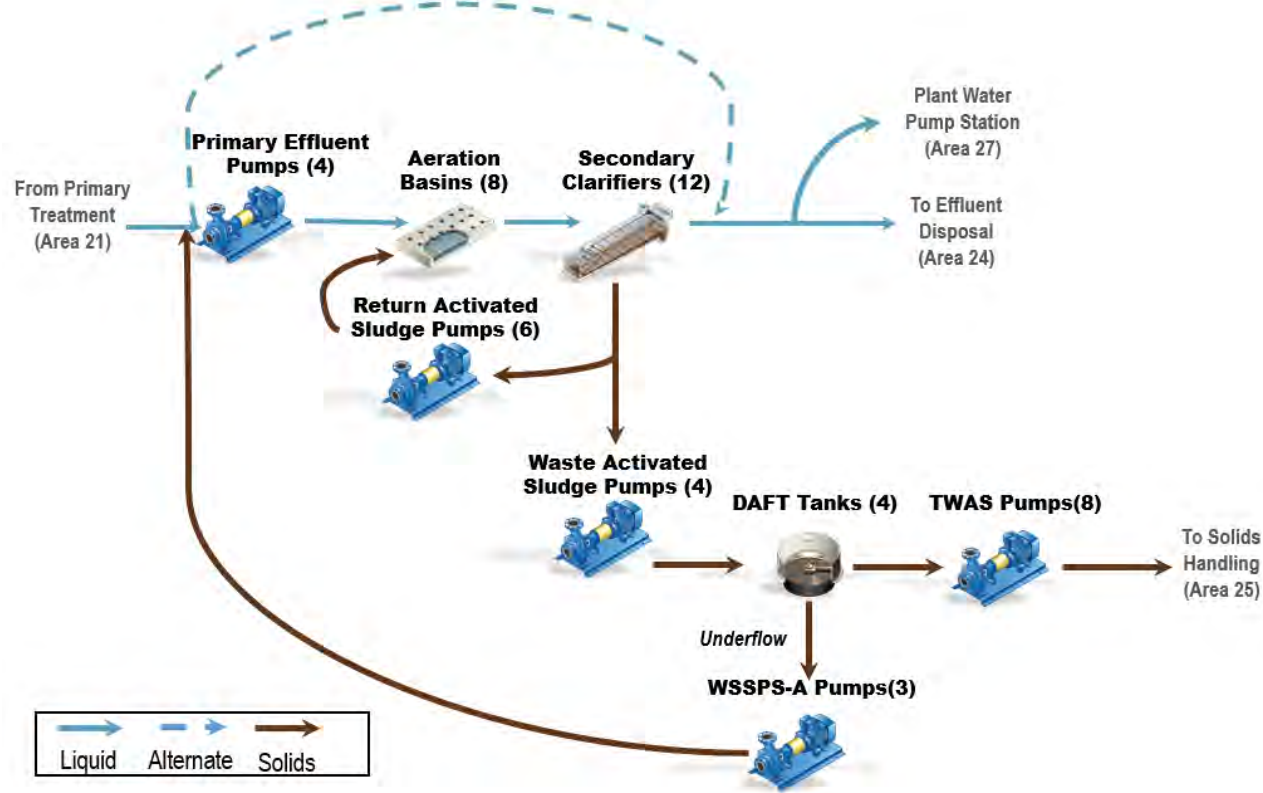 Plant Water
Pump Station
(Area 27)
Primary Effluent
Pumps (4)
Aeration
Basins (8)
Secondary
Clarifiers (12)
From Primary
Treatment
(Area 21)
To Effluent
Disposal
(Area 24)
Return Activated
Sludge Pumps (6)
Waste Activated
Sludge Pumps (4)
DAFT Tanks (4)
TWAS Pumps(8)
To Solids
Handling
(Area 25)
Underflow
WSSPS-A Pumps(3)
Liquid
Alternate
Solids